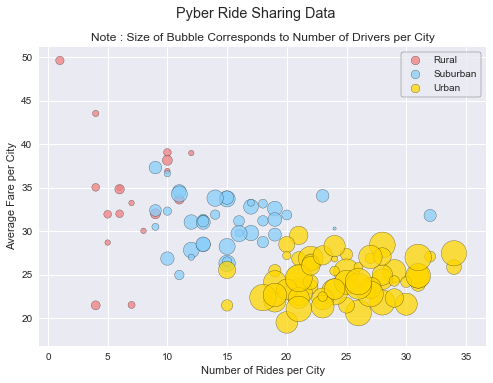 Pyber Ride Sharing Data
Note : Size of Bubble Corresponds to Number of Drivers per City
Rural
Suburban
Urban
Average Fare per City
50
45
40
35
30
25
20
0 5 10 15 20 25 30 35
Number of Rides per City